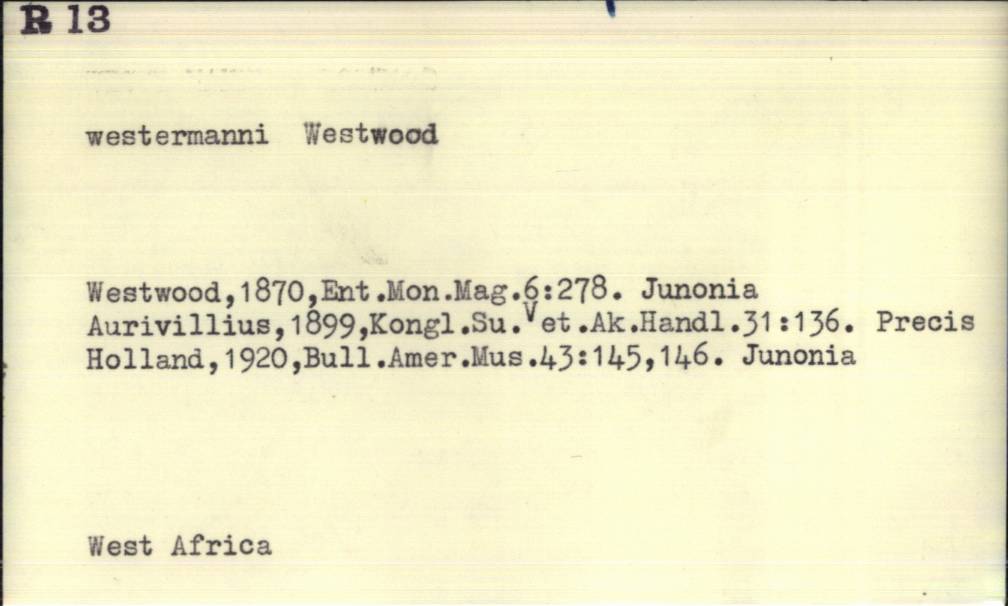 R 13
westermanni Westwood
Westwood,1870,Ent.Mon.Mag.6:278. Junonia
Aurivillius,1899,Kongl.Su.Vet.Ak.Handl.31:136. Precis
Holland,1920,Bull.Amer.Mus.43:145,146. Junonia
West Africa